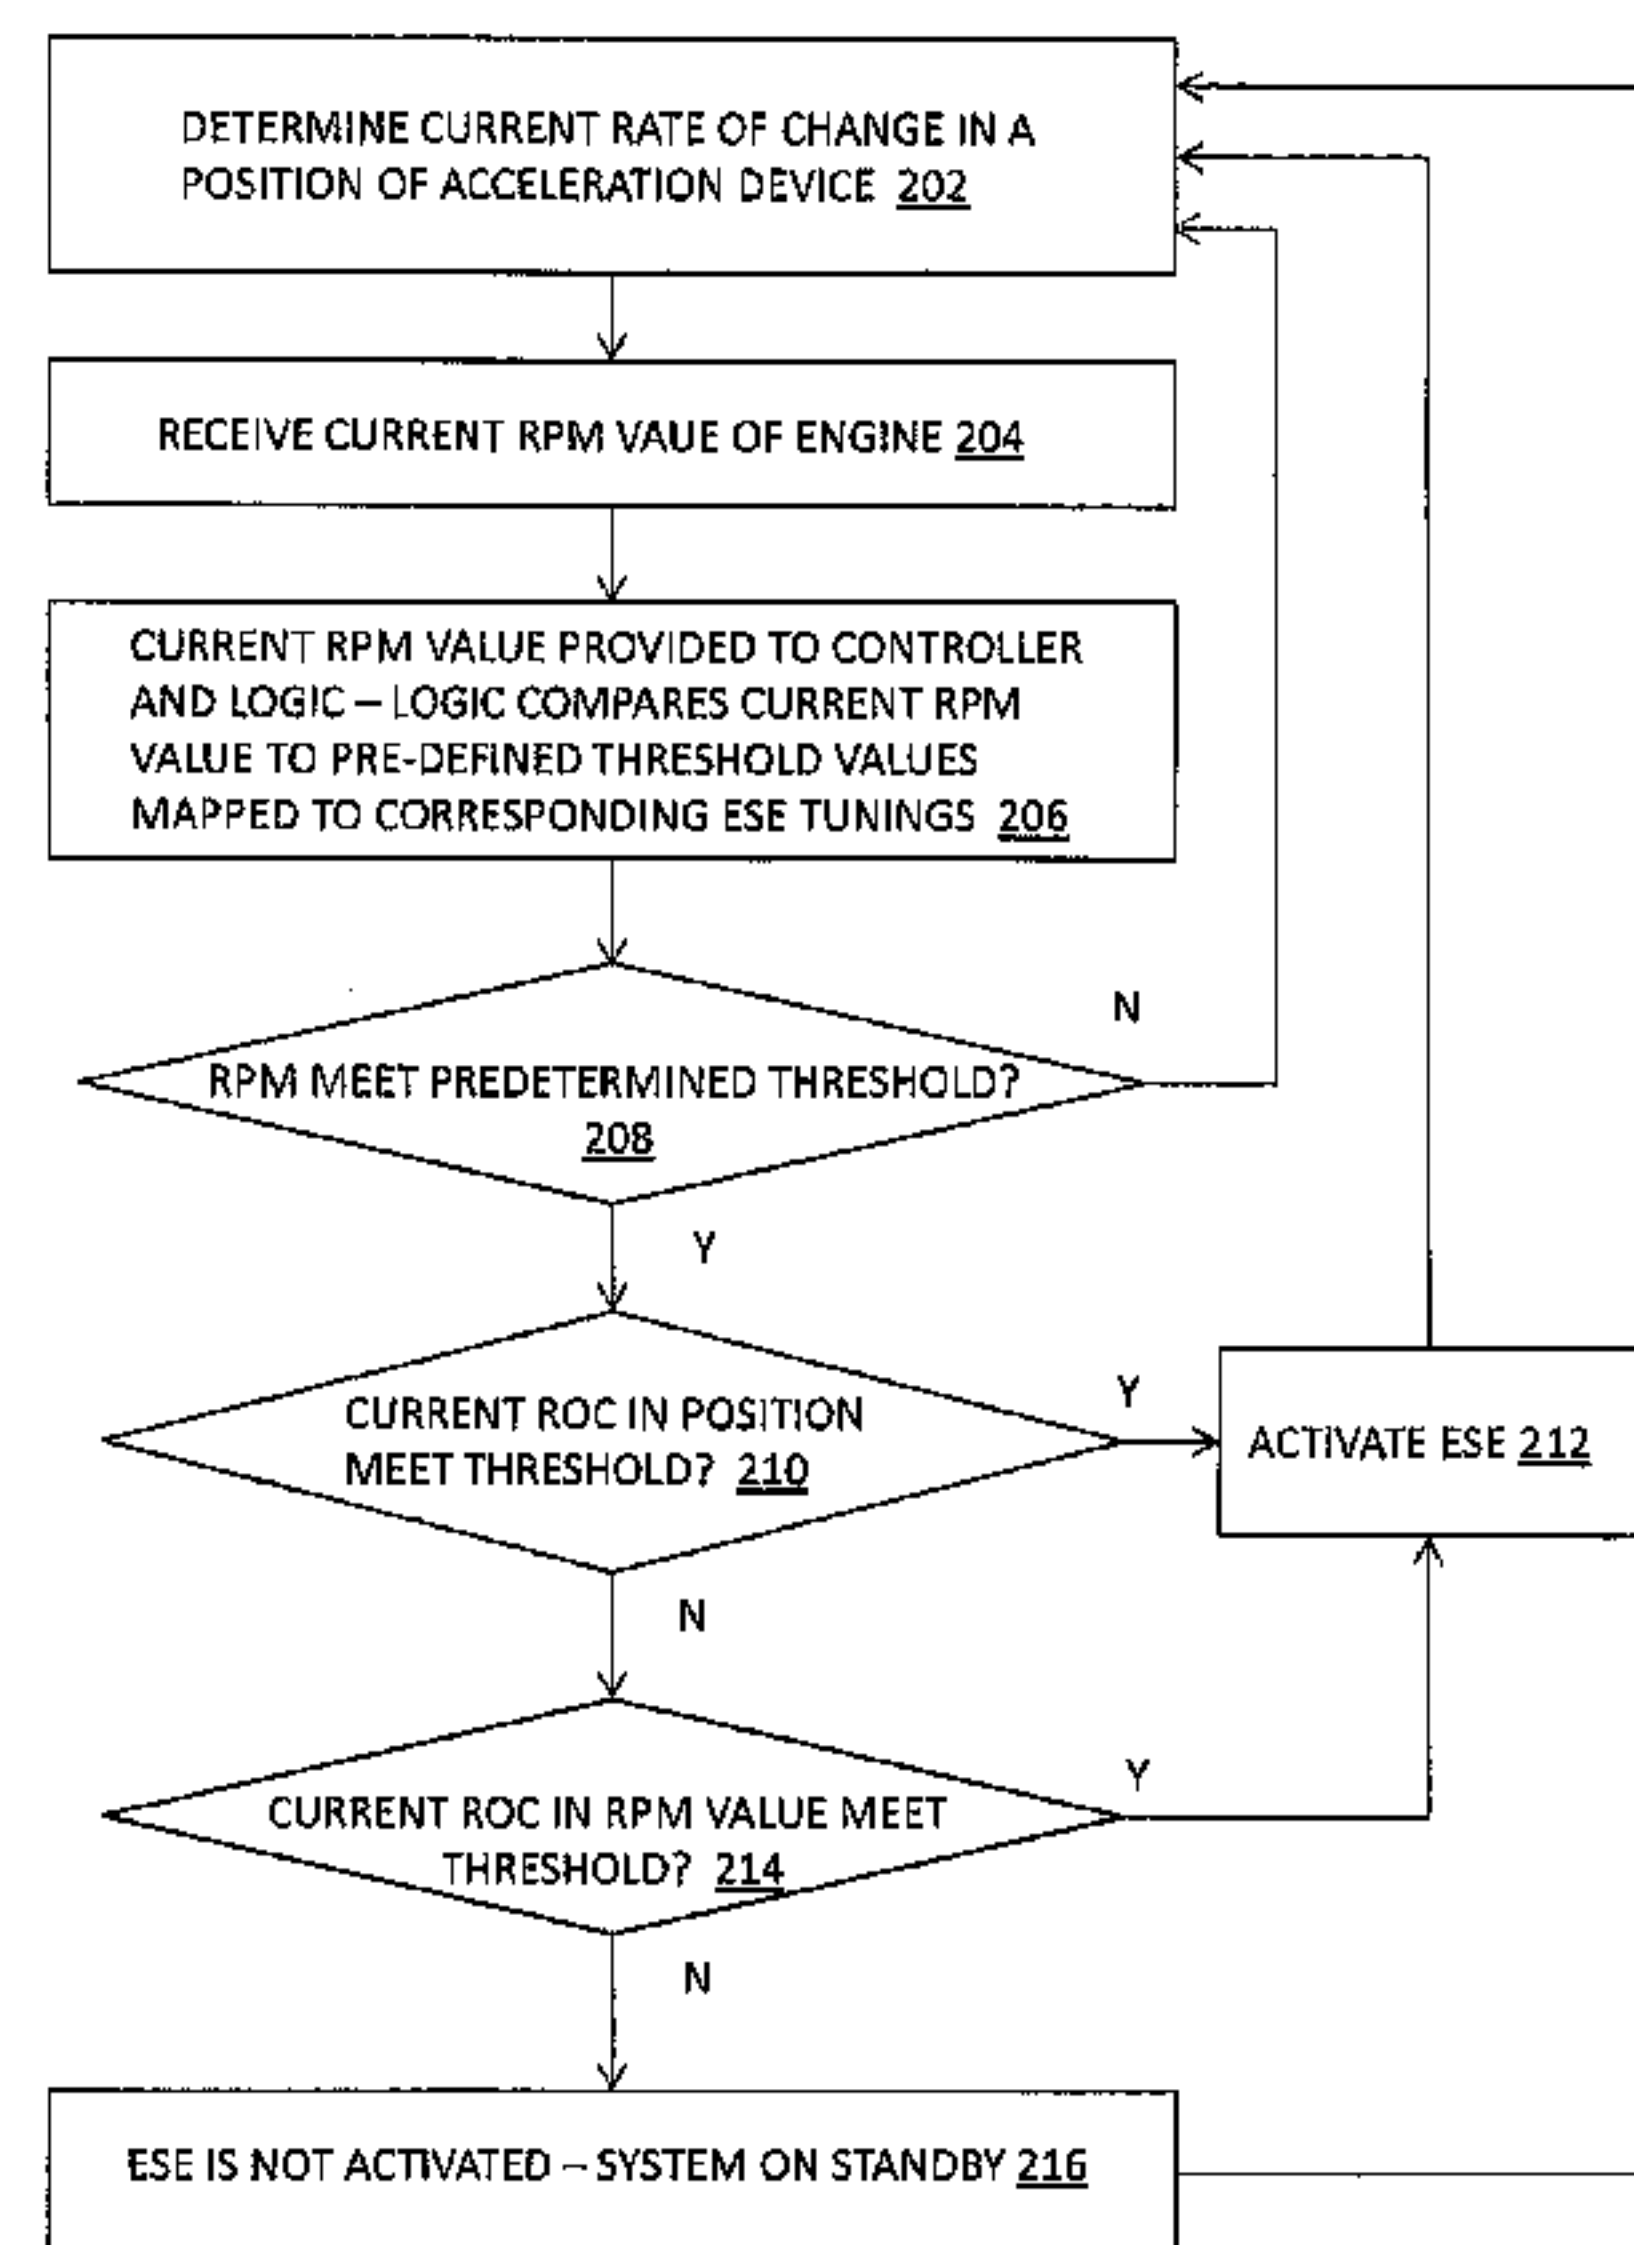 DETERMINE CURRENT RATE OF CHANGE IN A
POSITION OF ACCELERATION DEVICE 202
RECEIVE CURRENT RPM VAUE OF ENGINE 204
CURRENT RPM VALUE PROVIDED TO CONTROLLER
AND LOGIC – LOGIC COMPARES CURRENT RPM
VALUE TO PRE-DEFINED THRESHOLD VALUES
MAPPED TO CORRESPONDING ESE TUNINGS 206
N
RPM MEET PREDETERMINED THRESHOLD?
208
Y
CURRENT ROC IN POSITION
MEET THRESHOLD? 210
Y
ACTIVATE ESE 212
N
CURRENT ROC IN RPM VALUE MEET
THRESHOLD? 214
Y
N
ESE IS NOT ACTIVATED – SYSTEM ON STANDBY 216